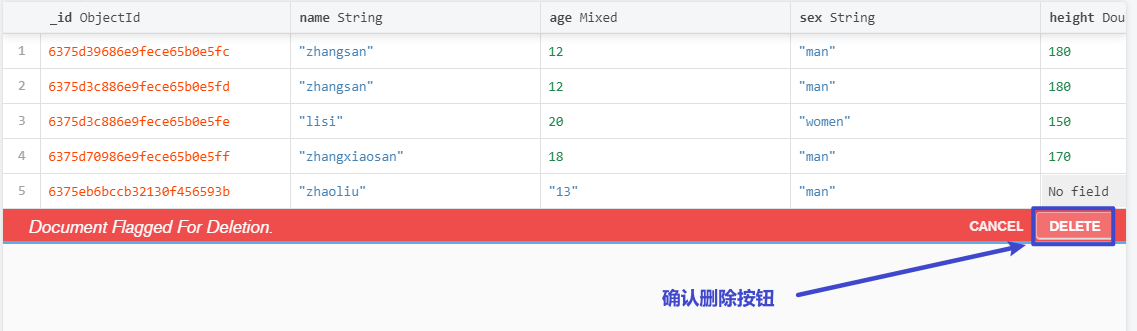 _id ObjectId name String age Mixed sex String height Dou
1 6375d39686e9fece65b0e5fc "zhangsan" 12 "man" 180
2 6375d3c886e9fece65b0e5fd "zhangsan" 12 "man" 180
3 6375d3c886e9fece65b0e5fe "lisi" 20 "women" 150
4 6375d70986e9fece65b0e5ff "zhangxiaosan" 18 "man" 170
5 6375eb6bccb32130f456593b "zhaoliu" "13" "man" No field
Document Flagged For Deletion. CANCEL DELETE
确认删除按钮